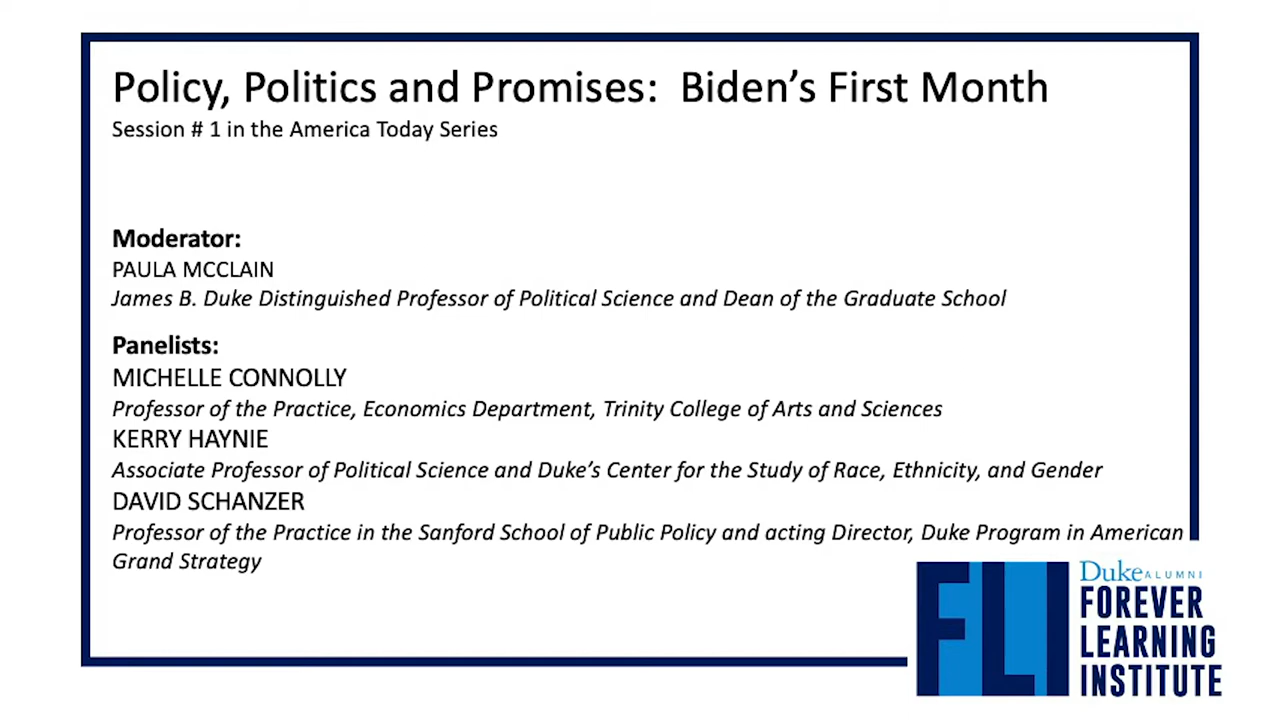 Policy, Politics and Promises:  Biden's First Month
Session # 1 in the America Today Series
Moderator:
PAULA MCCLAIN
James B. Duke Distinguished Professor of Political Science and Dean of the Graduate School
Panelists:
MICHELLE CONNOLLY
Professor of the Practice, Economics Department, Trinity College of Arts and Sciences
KERRY HAYNIE
Associate Professor of Political Science and Duke's Center for the Study of Race, Ethnicity, and Gender
DAVID SCHANZER
Professor of the Practice in the Sanford School of Public Policy and acting Director, Duke Program in American
Grand Strategy
FLI
Duke ALUMNI
FOREVER
LEARNING
INSTITUTE